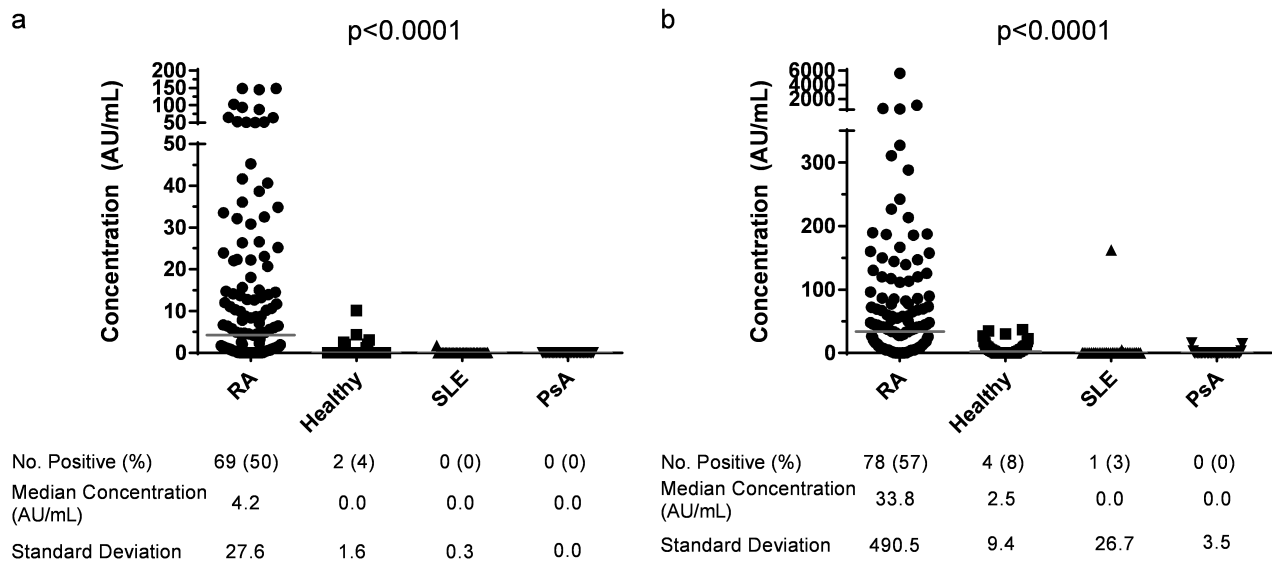 a
p<0.0001
Concentration (AU/mL)
200
150
100
50
50
40
30
20
10
0
RA
Healthy
SLE
PsA
No. Positive (%) 69 (50) 2 (4) 0 (0) 0 (0)
Median Concentration
(AU/mL) 4.2 0.0 0.0 0.0
Standard Deviation 27.6 1.6 0.3 0.0
b
p<0.0001
Concentration (AU/mL)
6000
4000
2000
300
200
100
0
RA
Healthy
SLE
PsA
No. Positive (%) 78 (57) 4 (8) 1 (3) 0 (0)
Median Concentration
(AU/mL) 33.8 2.5 0.0 0.0
Standard Deviation 490.5 9.4 26.7 3.5